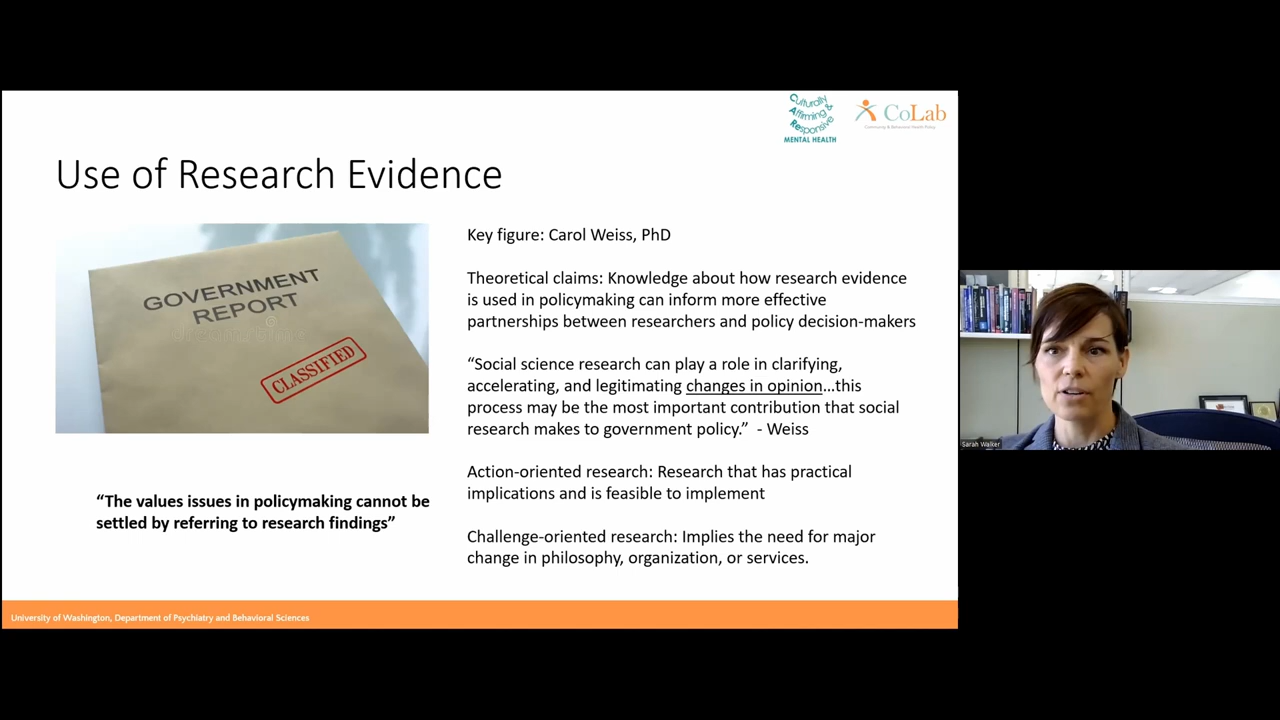 Culturally
Affirming &
Responsive
MENTAL HEALTH
CoLab
Community & Behavioral Health Policy
Use of Research Evidence
GOVERNMENT
REPORT
CLASSIFIED
“The values issues in policymaking cannot be
settled by referring to research findings”
Key figure: Carol Weiss, PhD
Theoretical claims: Knowledge about how research evidence
is used in policymaking can inform more effective
partnerships between researchers and policy decision-makers
“Social science research can play a role in clarifying,
accelerating, and legitimating changes in opinion…this
process may be the most important contribution that social
research makes to government policy.” - Weiss
Action-oriented research: Research that has practical
implications and is feasible to implement
Challenge-oriented research: Implies the need for major
change in philosophy, organization, or services.
University of Washington, Department of Psychiatry and Behavioral Sciences
Sarah Walker